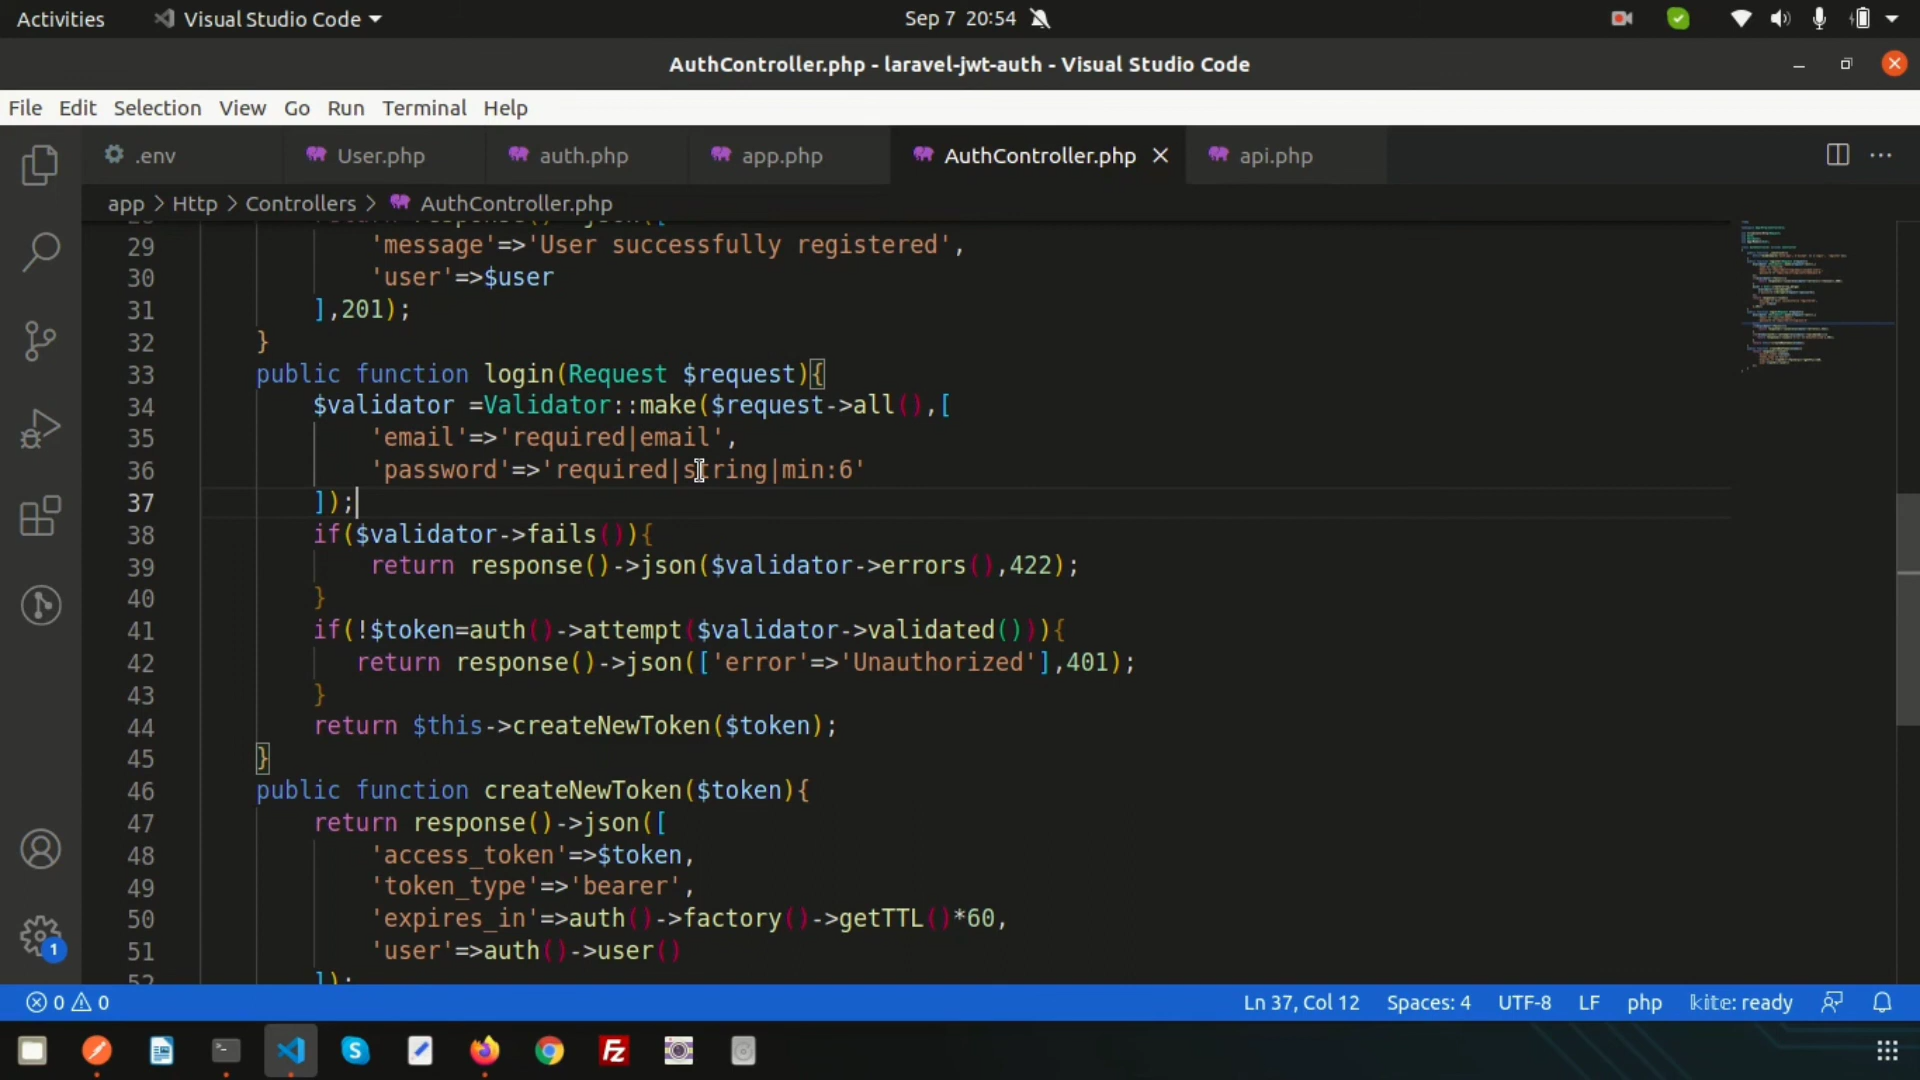 Activities Visual Studio Code Sep 7 20:54
AuthController.php - laravel-jwt-auth - Visual Studio Code
File Edit Selection View Go Run Terminal Help
.env User.php auth.php app.php AuthController.php api.php
app > Http > Controllers > AuthController.php
29 'message'=>'User successfully registered',
30 'user'=>$user
31 ],201);
32 }
33 public function login(Request $request){
34 $validator =Validator::make($request->all(),[
35 'email'=>'required|email',
36 'password'=>'required|string|min:6'
37 ]);
38 if($validator->fails()){
39 return response()->json($validator->errors(),422);
40 }
41 if(!$token=auth()->attempt($validator->validated())){
42 return response()->json(['error'=>'Unauthorized'],401);
43 }
44 return $this->createNewToken($token);
45 }
46 public function createNewToken($token){
47 return response()->json([
48 'access_token'=>$token,
49 'token_type'=>'bearer',
50 'expires_in'=>auth()->factory()->getTTL()*60,
51 'user'=>auth()->user()
52 ]);
1
0 0 Ln 37, Col 12 Spaces: 4 UTF-8 LF php kite: ready